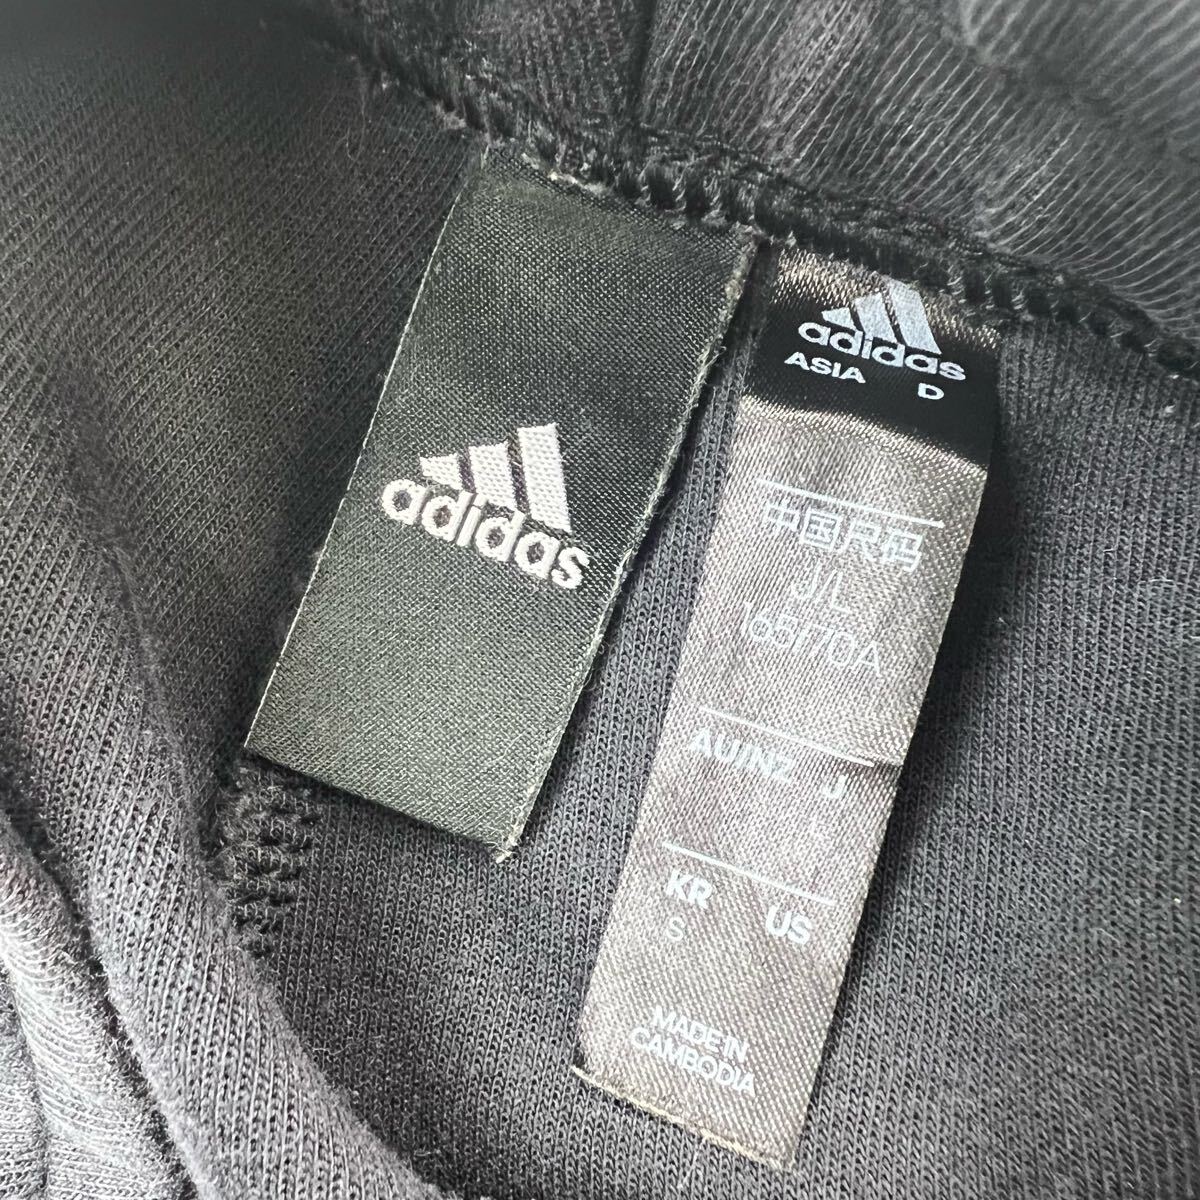 adidas
adidas
ASIA D
中国尺码
J/L
165/70A
AU/NZ J
KR US
S
MADE IN
CAMBODIA